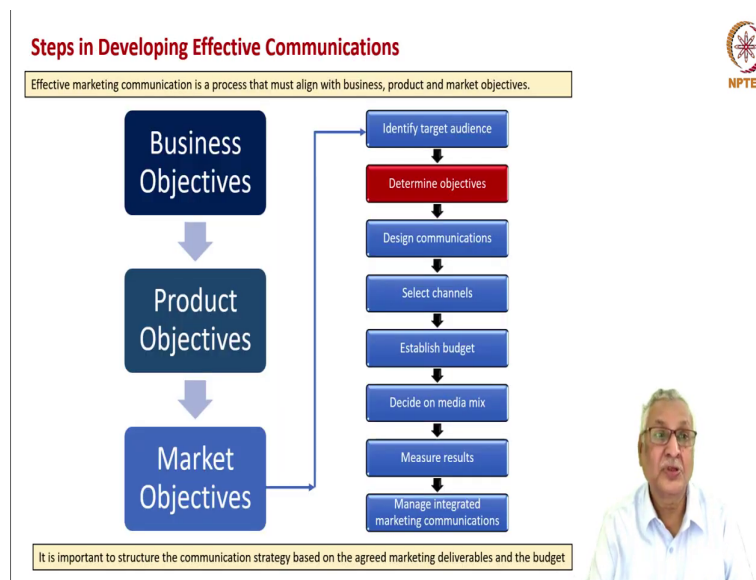 Steps in Developing Effective Communications
NPTE
Effective marketing communication is a process that must align with business, product and market objectives.
Business
Objectives
Product
Objectives
Market
Objectives
Identify target audience
Determine objectives
Design communications
Select channels
Establish budget
Decide on media mix
Measure results
Manage integrated
marketing communications
It is important to structure the communication strategy based on the agreed marketing deliverables and the budget